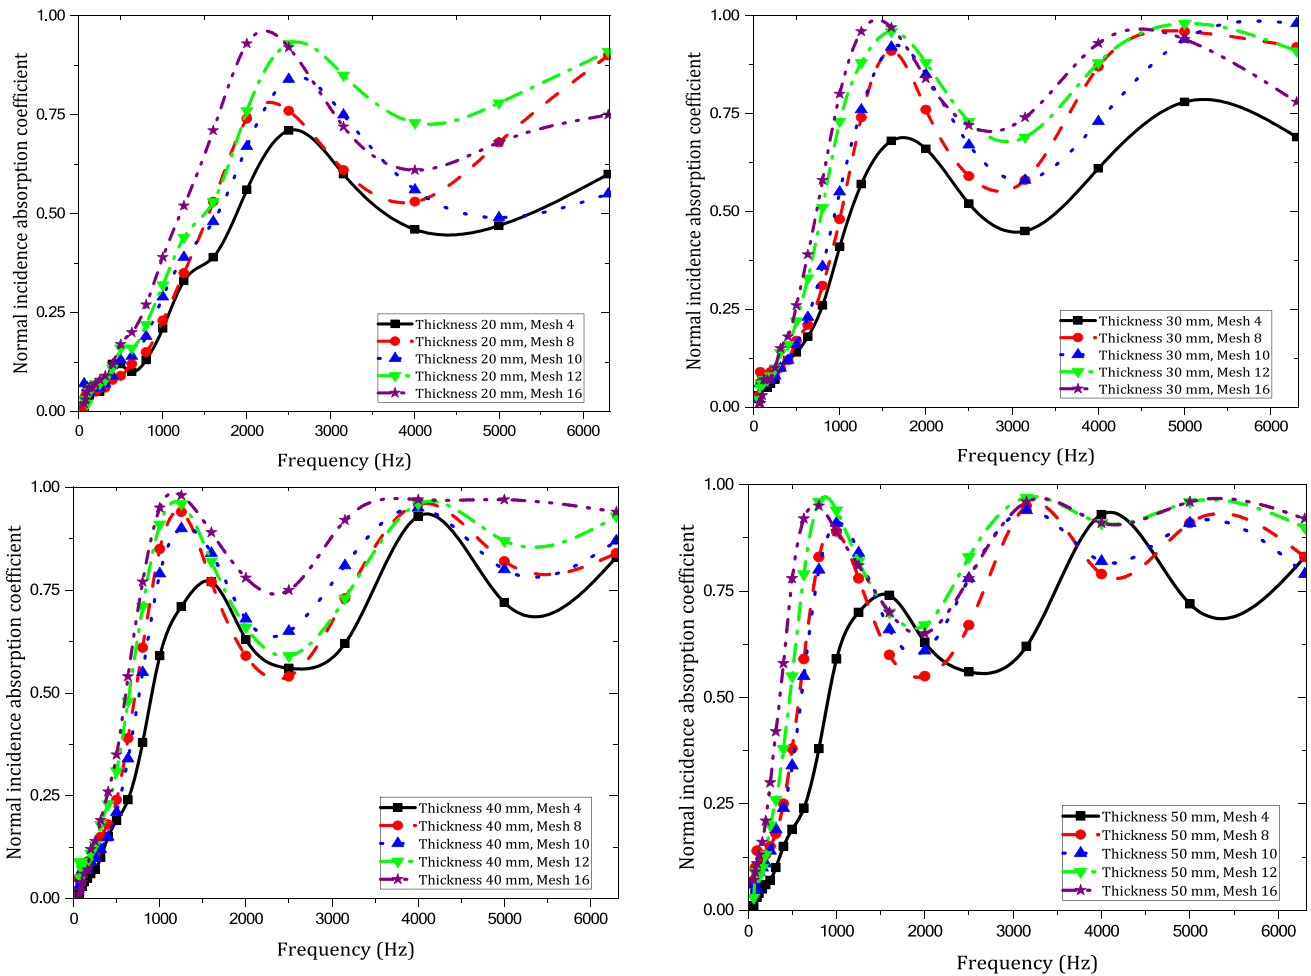 Normal incidence absorption coefficient
1.00
0.75
0.50
0.25
0.00
Thickness 20 mm, Mesh 4
Thickness 20 mm, Mesh 8
Thickness 20 mm, Mesh 10
Thickness 20 mm, Mesh 12
Thickness 20 mm, Mesh 16
0 1000 2000 3000 4000 5000 6000
Frequency (Hz)
Normal incidence absorption coefficient
1.00
0.75
0.50
0.25
0.00
Thickness 30 mm, Mesh 4
Thickness 30 mm, Mesh 8
Thickness 30 mm, Mesh 10
Thickness 30 mm, Mesh 12
Thickness 30 mm, Mesh 16
0 1000 2000 3000 4000 5000 6000
Frequency (Hz)
Normal incidence absorption coefficient
1.00
0.75
0.50
0.25
0.00
Thickness 40 mm, Mesh 4
Thickness 40 mm, Mesh 8
Thickness 40 mm, Mesh 10
Thickness 40 mm, Mesh 12
Thickness 40 mm, Mesh 16
0 1000 2000 3000 4000 5000 6000
Frequency (Hz)
Normal incidence absorption coefficient
1.00
0.75
0.50
0.25
0.00
Thickness 50 mm, Mesh 4
Thickness 50 mm, Mesh 8
Thickness 50 mm, Mesh 10
Thickness 50 mm, Mesh 12
Thickness 50 mm, Mesh 16
0 1000 2000 3000 4000 5000 6000
Frequency (Hz)